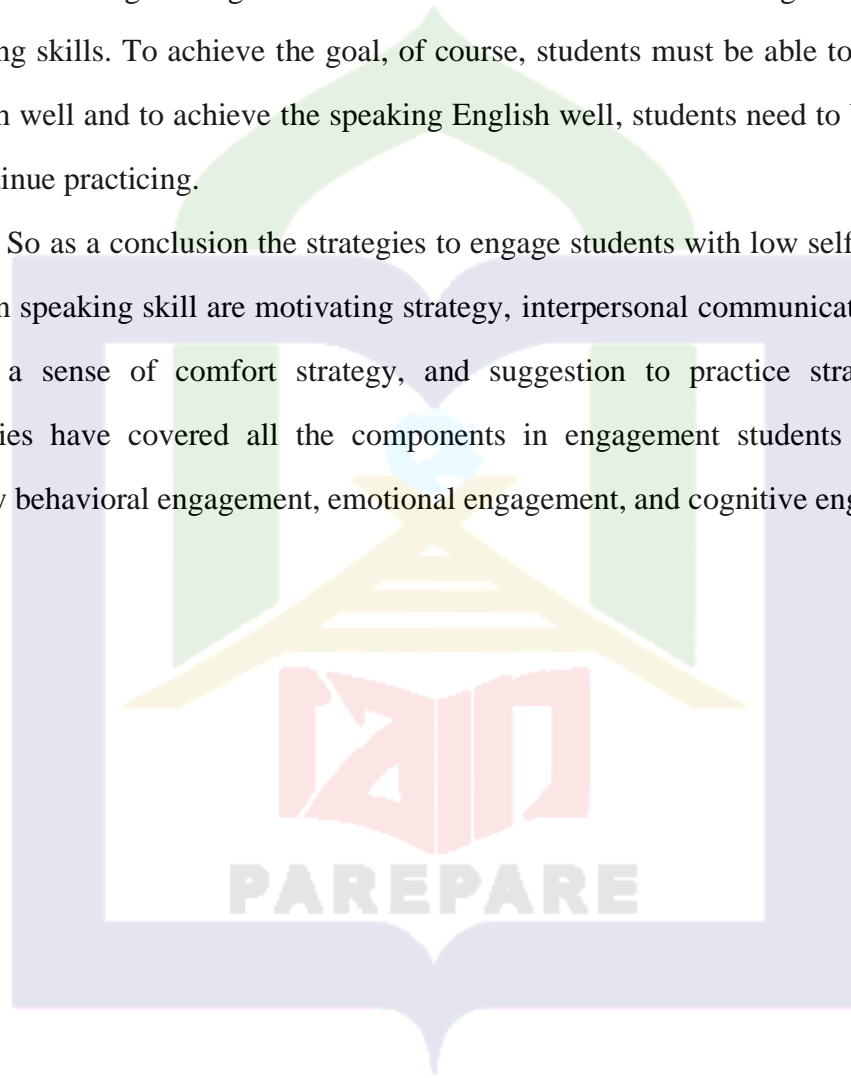 ng skills. To achieve the goal, of course, students must be able to
n well and to achieve the speaking English well, students need to
tinue practicing.
So as a conclusion the strategies to engage students with low self
n speaking skill are motivating strategy, interpersonal communicat
a sense of comfort strategy, and suggestion to practice stra
ies have covered all the components in engagement students
y behavioral engagement, emotional engagement, and cognitive eng
PAREPARE